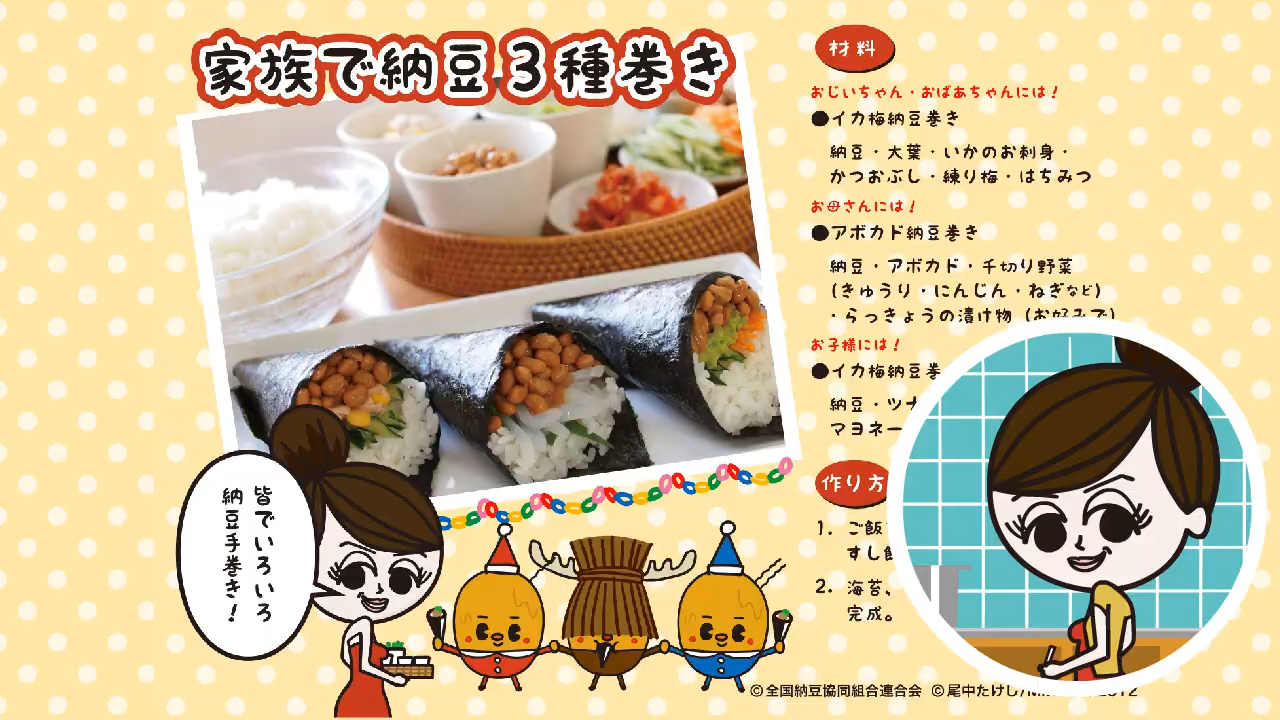 家族で納豆3種巻き
材料
おじいちゃん・おばあちゃんには!
●イカ梅納豆巻き
納豆・大葉・いかのお刺身・
かつおぶし・練り梅・はちみつ
お母さんには!
●アボカド納豆巻き
納豆・アボカド・千切り野菜
(きゅうり・にんじん・ねぎなど)
・らっきょうの漬け物(お好みで)
お子様には!
●イカ梅納豆巻
納豆・ツナ
マヨネー
作り方
1. ご飯
すし飯
2. 海苔、
完成。
皆でいろいろ
納豆手巻き!
©全国納豆協同組合連合会 ©尾中たけし/